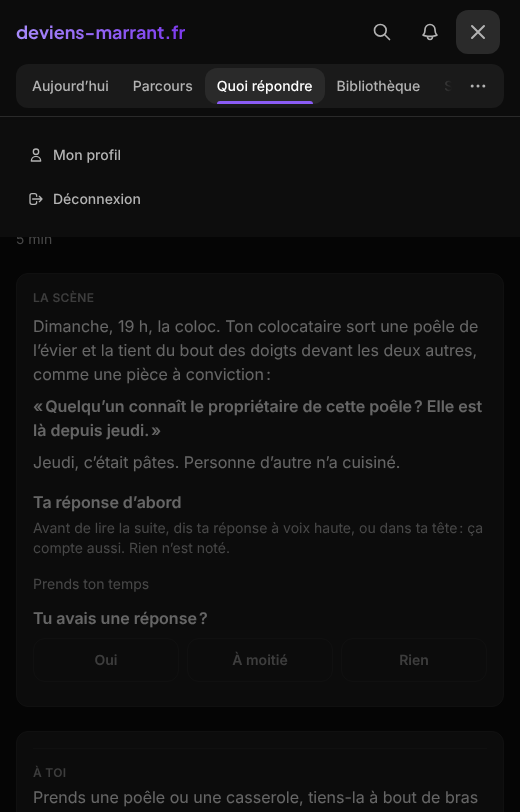 deviens-marrant.fr
Aujourd’hui Parcours Quoi répondre Bibliothèque
Mon profil
Déconnexion
5 min
LA SCÈNE
Dimanche, 19 h, la coloc. Ton colocataire sort une poêle de
l’évier et la tient du bout des doigts devant les deux autres,
comme une pièce à conviction :
« Quelqu’un connaît le propriétaire de cette poêle ? Elle est
là depuis jeudi. »
Jeudi, c’était pâtes. Personne d’autre n’a cuisiné.
Ta réponse d’abord
Avant de lire la suite, dis ta réponse à voix haute, ou dans ta tête : ça
compte aussi. Rien n’est noté.
Prends ton temps
Tu avais une réponse ?
Oui À moitié Rien
À TOI
Prends une poêle ou une casserole, tiens-la à bout de bras